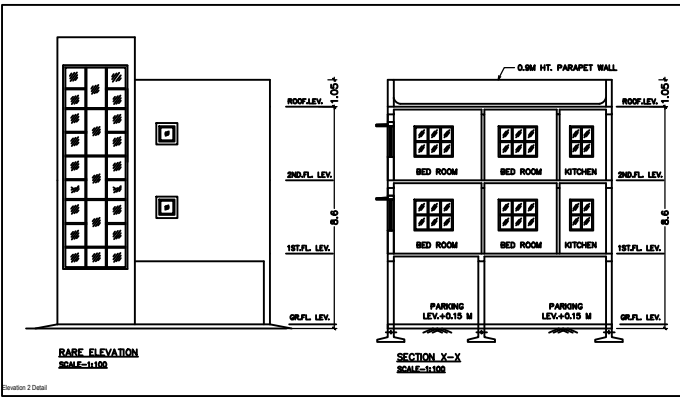 ROOF.LEV.
1.05
2ND.FL. LEV.
8.6
1ST.FL. LEV.
GR.FL. LEV.
RARE ELEVATION
SCALE-1:100
Elevation 2 Detail
0.9M HT. PARAPET WALL
ROOF.LEV.
1.05
BED ROOM BED ROOM KITCHEN
2ND.FL. LEV.
8.6
BED ROOM BED ROOM KITCHEN
1ST.FL. LEV.
PARKING PARKING
LEV.+0.15 M LEV.+0.15 M
GR.FL. LEV.
SECTION X-X
SCALE-1:100